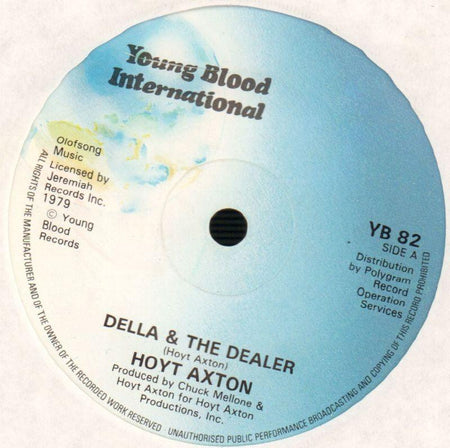 Young Blood
International
Olofsong
Music
Licensed by
Jeremiah
Records Inc.
1979
© Young
Blood
Records
YB 82
SIDE A
Distribution
by Polygram
Record
Operation
Services
DELLA & THE DEALER
(Hoyt Axton)
HOYT AXTON
Produced by Chuck Mellone &
Hoyt Axton for Hoyt Axton
Productions, Inc.
ALL RIGHTS OF THE MANUFACTURER AND OF THE OWNER OF THE RECORDED WORK RESERVED · UNAUTHORISED PUBLIC PERFORMANCE BROADCASTING AND COPYING OF THIS RECORD PROHIBITED